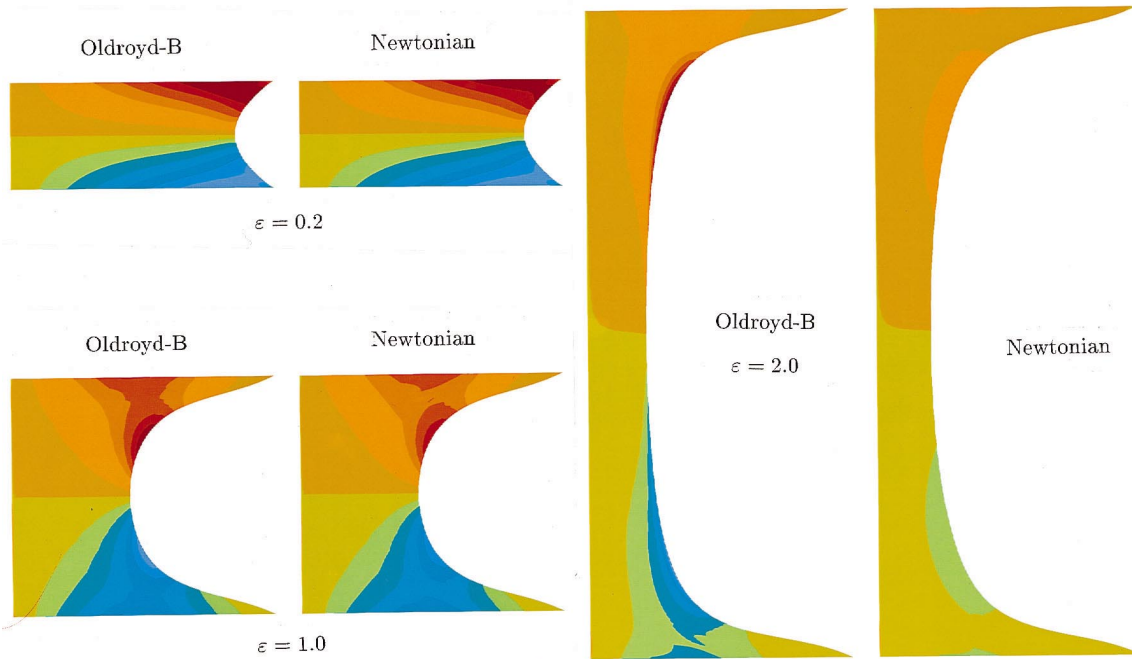 Oldroyd-B
Newtonian
ε = 0.2
Oldroyd-B
Newtonian
ε = 1.0
Oldroyd-B
ε = 2.0
Newtonian